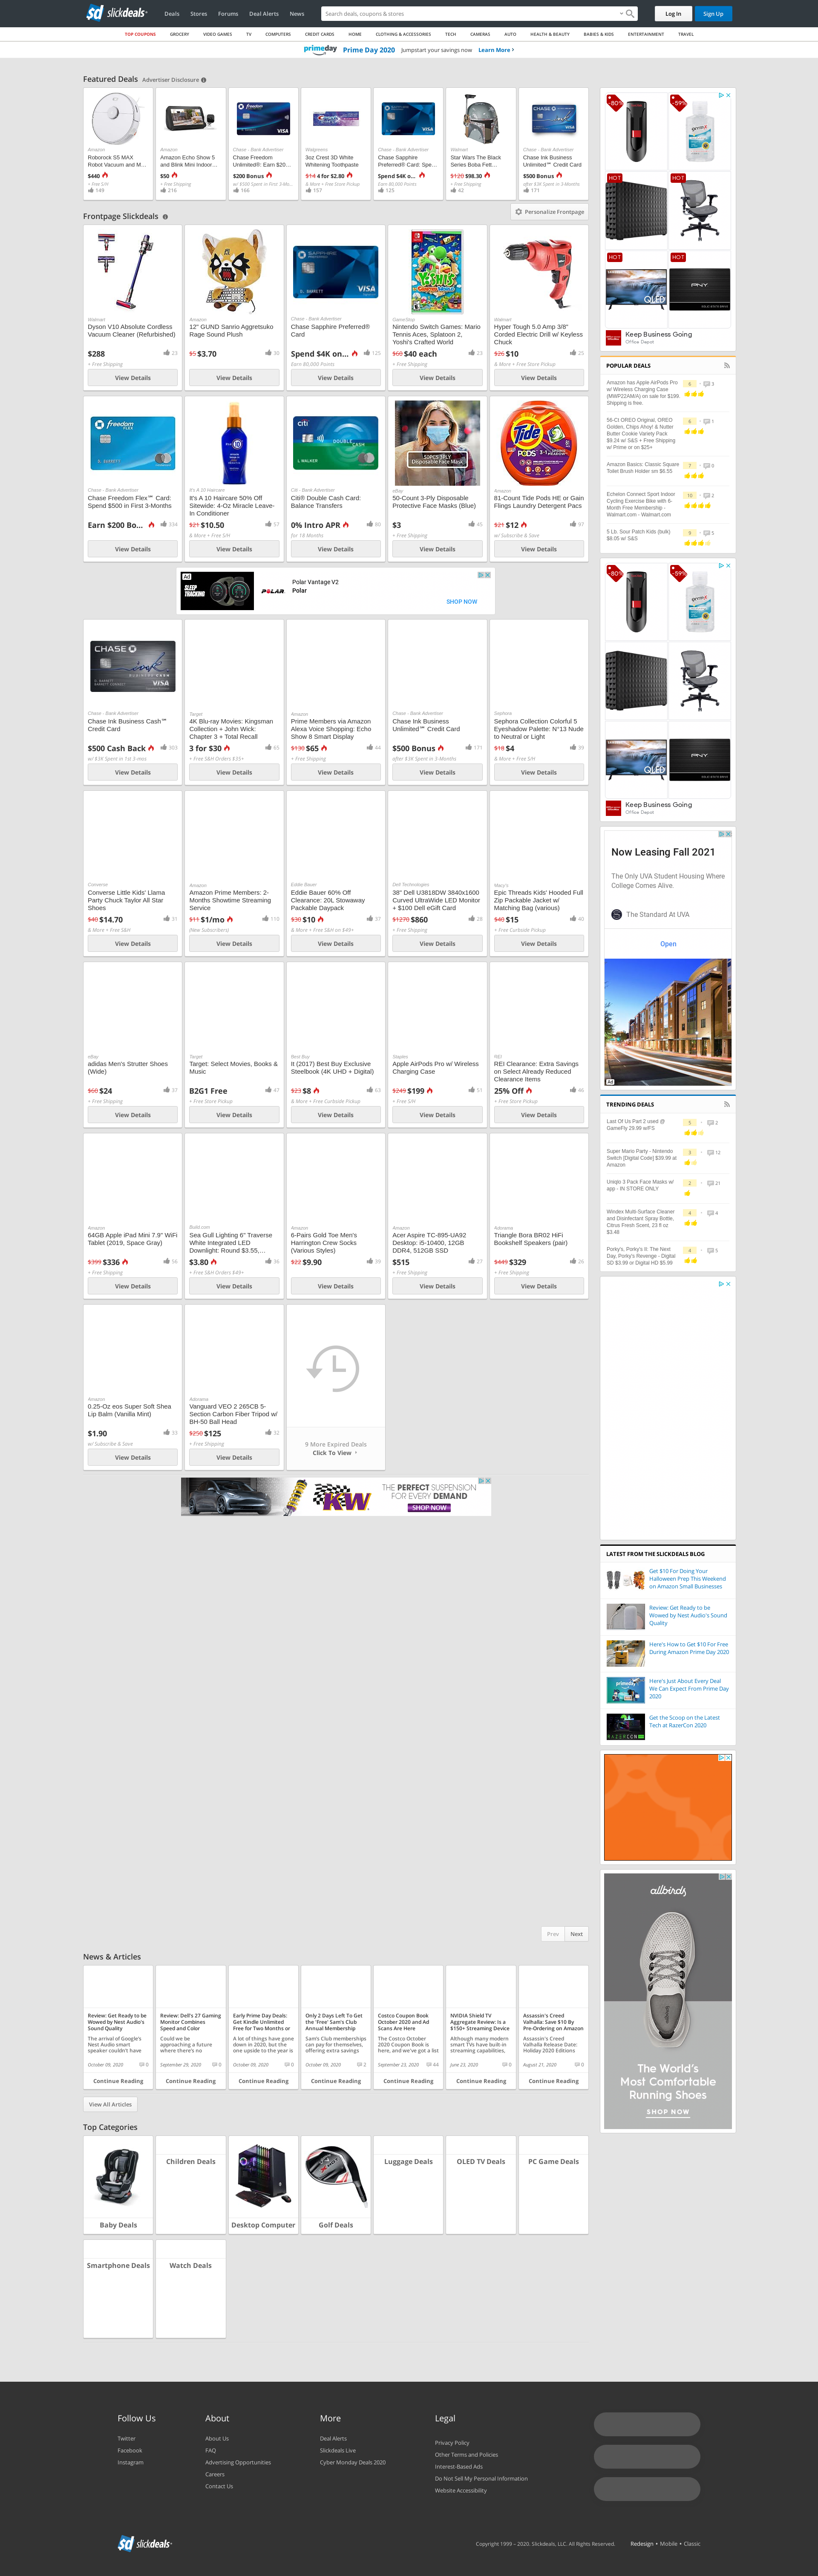 slickdeals
Deals Stores Forums Deal Alerts News
Search deals, coupons & stores
Log In Sign Up
TOP COUPONS GROCERY VIDEO GAMES TV COMPUTERS CREDIT CARDS HOME CLOTHING & ACCESSORIES TECH CAMERAS AUTO HEALTH & BEAUTY BABIES & KIDS ENTERTAINMENT TRAVEL
primeday Prime Day 2020 Jumpstart your savings now Learn More
Featured Deals Advertiser Disclosure
Amazon
Roborock S5 MAX
Robot Vacuum and M...
$440
+ Free S/H
149
Amazon
Amazon Echo Show 5
and Blink Mini Indoor...
$50
+ Free Shipping
216
Chase - Bank Advertiser
Chase Freedom
Unlimited®: Earn $20...
$200 Bonus
w/ $500 Spent in First 3-Mo...
166
Walgreens
3oz Crest 3D White
Whitening Toothpaste
$14 4 for $2.80
& More + Free Store Pickup
157
Chase - Bank Advertiser
Chase Sapphire
Preferred® Card: Spe...
Spend $4K o...
Earn 80,000 Points
125
Walmart
Star Wars The Black
Series Boba Fett...
$120 $98.30
+ Free Shipping
42
Chase - Bank Advertiser
Chase Ink Business
Unlimited℠ Credit Card
$500 Bonus
after $3K Spent in 3-Months
171
Frontpage Slickdeals
Personalize Frontpage
Walmart
Dyson V10 Absolute Cordless
Vacuum Cleaner (Refurbished)
$288 23
+ Free Shipping
View Details
Amazon
12" GUND Sanrio Aggretsuko
Rage Sound Plush
$5 $3.70 30
View Details
Chase - Bank Advertiser
Chase Sapphire Preferred®
Card
Spend $4K on... 125
Earn 80,000 Points
View Details
GameStop
Nintendo Switch Games: Mario
Tennis Aces, Splatoon 2,
Yoshi's Crafted World
$60 $40 each 23
+ Free Shipping
View Details
Walmart
Hyper Tough 5.0 Amp 3/8"
Corded Electric Drill w/ Keyless
Chuck
$26 $10 25
& More + Free Store Pickup
View Details
Chase - Bank Advertiser
Chase Freedom Flex℠ Card:
Spend $500 in First 3-Months
Earn $200 Bo... 334
View Details
It's A 10 Haircare
It's A 10 Haircare 50% Off
Sitewide: 4-Oz Miracle Leave-
in Conditioner
$21 $10.50 57
& More + Free S/H
View Details
Citi - Bank Advertiser
Citi® Double Cash Card:
Balance Transfers
0% Intro APR 80
for 18 Months
View Details
50PCS 3PLY
Disposable Face Mask
eBay
50-Count 3-Ply Disposable
Protective Face Masks (Blue)
$3 45
+ Free Shipping
View Details
Tide PODS
Amazon
81-Count Tide Pods HE or Gain
Flings Laundry Detergent Pacs
$21 $12 97
w/ Subscribe & Save
View Details
Ad
SLEEP
TRACKING
POLAR
Polar Vantage V2
Polar
SHOP NOW
Chase - Bank Advertiser
Chase Ink Business Cash℠
Credit Card
$500 Cash Back 303
w/ $3K Spent in 1st 3-mos
View Details
Target
4K Blu-ray Movies: Kingsman
Collection + John Wick:
Chapter 3 + Total Recall
3 for $30 65
+ Free S&H Orders $35+
View Details
Amazon
Prime Members via Amazon
Alexa Voice Shopping: Echo
Show 8 Smart Display
$130 $65 44
+ Free Shipping
View Details
Chase - Bank Advertiser
Chase Ink Business
Unlimited℠ Credit Card
$500 Bonus 171
after $3K Spent in 3-Months
View Details
Sephora
Sephora Collection Colorful 5
Eyeshadow Palette: N°13 Nude
to Neutral or Light
$18 $4 39
& More + Free S/H
View Details
Converse
Converse Little Kids' Llama
Party Chuck Taylor All Star
Shoes
$40 $14.70 31
& More + Free S&H
View Details
Amazon
Amazon Prime Members: 2-
Months Showtime Streaming
Service
$11 $1/mo 110
(New Subscribers)
View Details
Eddie Bauer
Eddie Bauer 60% Off
Clearance: 20L Stowaway
Packable Daypack
$30 $10 37
& More + Free S&H on $49+
View Details
Dell Technologies
38" Dell U3818DW 3840x1600
Curved UltraWide LED Monitor
+ $100 Dell eGift Card
$1270 $860 28
+ Free Shipping
View Details
Macy's
Epic Threads Kids' Hooded Full
Zip Packable Jacket w/
Matching Bag (various)
$40 $15 40
+ Free Curbside Pickup
View Details
eBay
adidas Men's Strutter Shoes
(Wide)
$60 $24 37
+ Free Shipping
View Details
Target
Target: Select Movies, Books &
Music
B2G1 Free 47
+ Free Store Pickup
View Details
Best Buy
It (2017) Best Buy Exclusive
Steelbook (4K UHD + Digital)
$23 $8 63
& More + Free Curbside Pickup
View Details
Staples
Apple AirPods Pro w/ Wireless
Charging Case
$249 $199 51
+ Free S/H
View Details
REI
REI Clearance: Extra Savings
on Select Already Reduced
Clearance Items
25% Off 46
+ Free Store Pickup
View Details
Amazon
64GB Apple iPad Mini 7.9" WiFi
Tablet (2019, Space Gray)
$399 $336 56
+ Free Shipping
View Details
Build.com
Sea Gull Lighting 6" Traverse
White Integrated LED
Downlight: Round $3.55,...
$3.80 36
+ Free S&H Orders $49+
View Details
Amazon
6-Pairs Gold Toe Men's
Harrington Crew Socks
(Various Styles)
$22 $9.90 39
View Details
Amazon
Acer Aspire TC-895-UA92
Desktop: i5-10400, 12GB
DDR4, 512GB SSD
$515 27
+ Free Shipping
View Details
Adorama
Triangle Bora BR02 HiFi
Bookshelf Speakers (pair)
$449 $329 26
+ Free Shipping
View Details
Amazon
0.25-Oz eos Super Soft Shea
Lip Balm (Vanilla Mint)
$1.90 33
w/ Subscribe & Save
View Details
Adorama
Vanguard VEO 2 265CB 5-
Section Carbon Fiber Tripod w/
BH-50 Ball Head
$250 $125 32
+ Free Shipping
View Details
9 More Expired Deals
Click To View
KW
THE PERFECT SUSPENSION
FOR EVERY DEMAND
SHOP NOW
Prev Next
News & Articles
Review: Get Ready to be
Wowed by Nest Audio's
Sound Quality
The arrival of Google's
Nest Audio smart
speaker couldn't have
October 09, 2020 0
Continue Reading
Review: Dell's 27 Gaming
Monitor Combines
Speed and Color
Could we be
approaching a future
where there's no
September 29, 2020 0
Continue Reading
Early Prime Day Deals:
Get Kindle Unlimited
Free for Two Months or
A lot of things have gone
down in 2020, but the
one upside to the year is
October 09, 2020 0
Continue Reading
Only 2 Days Left To Get
the 'Free' Sam's Club
Annual Membership
Sam's Club memberships
can pay for themselves,
offering extra savings
October 09, 2020 2
Continue Reading
Costco Coupon Book
October 2020 and Ad
Scans Are Here
The Costco October
2020 Coupon Book is
here, and we've got a list
September 23, 2020 44
Continue Reading
NVIDIA Shield TV
Aggregate Review: Is a
$150+ Streaming Device
Although many modern
smart TVs have built-in
streaming capabilities,
June 23, 2020 0
Continue Reading
Assassin's Creed
Valhalla: Save $10 By
Pre-Ordering on Amazon
Assassin's Creed
Valhalla Release Date:
Holiday 2020 Editions
August 21, 2020 0
Continue Reading
View All Articles
Top Categories
Baby Deals
Children Deals
Desktop Computer
Golf Deals
Luggage Deals
OLED TV Deals
PC Game Deals
Smartphone Deals
Watch Deals
-80% -59%
HOT HOT
HOT HOT
QLED PNY
Keep Business Going
Office Depot
POPULAR DEALS
Amazon has Apple AirPods Pro
w/ Wireless Charging Case
(MWP22AM/A) on sale for $199.
Shipping is free.
6 3
56-Ct OREO Original, OREO
Golden, Chips Ahoy! & Nutter
Butter Cookie Variety Pack
$9.24 w/ S&S + Free Shipping
w/ Prime or on $25+
6 1
Amazon Basics: Classic Square
Toilet Brush Holder sm $6.55
7 0
Echelon Connect Sport Indoor
Cycling Exercise Bike with 6-
Month Free Membership -
Walmart.com - Walmart.com
10 2
5 Lb. Sour Patch Kids (bulk)
$6.05 w/ S&S
9 5
-80% -59%
QLED PNY
Keep Business Going
Office Depot
Now Leasing Fall 2021
The Only UVA Student Housing Where
College Comes Alive.
The Standard At UVA
Open
Ad
TRENDING DEALS
Last Of Us Part 2 used @
GameFly 29.99 w/FS
5 2
Super Mario Party - Nintendo
Switch [Digital Code] $39.99 at
Amazon
3 12
Uniqlo 3 Pack Face Masks w/
app - IN STORE ONLY
2 21
Windex Multi-Surface Cleaner
and Disinfectant Spray Bottle,
Citrus Fresh Scent, 23 fl oz
$3.48
4 4
Porky's, Porky's II: The Next
Day, Porky's Revenge - Digital
SD $3.99 or Digital HD $5.99
4 5
LATEST FROM THE SLICKDEALS BLOG
Get $10 For Doing Your
Halloween Prep This Weekend
on Amazon Small Businesses
Review: Get Ready to be
Wowed by Nest Audio's Sound
Quality
Here's How to Get $10 For Free
During Amazon Prime Day 2020
Here's Just About Every Deal
We Can Expect From Prime Day
2020
Get the Scoop on the Latest
Tech at RazerCon 2020
allbirds
The World's
Most Comfortable
Running Shoes
SHOP NOW
Follow Us
Twitter
Facebook
Instagram
About
About Us
FAQ
Advertising Opportunities
Careers
Contact Us
More
Deal Alerts
Slickdeals Live
Cyber Monday Deals 2020
Legal
Privacy Policy
Other Terms and Policies
Interest-Based Ads
Do Not Sell My Personal Information
Website Accessibility
slickdeals
Copyright 1999 - 2020. Slickdeals, LLC. All Rights Reserved. Redesign • Mobile • Classic